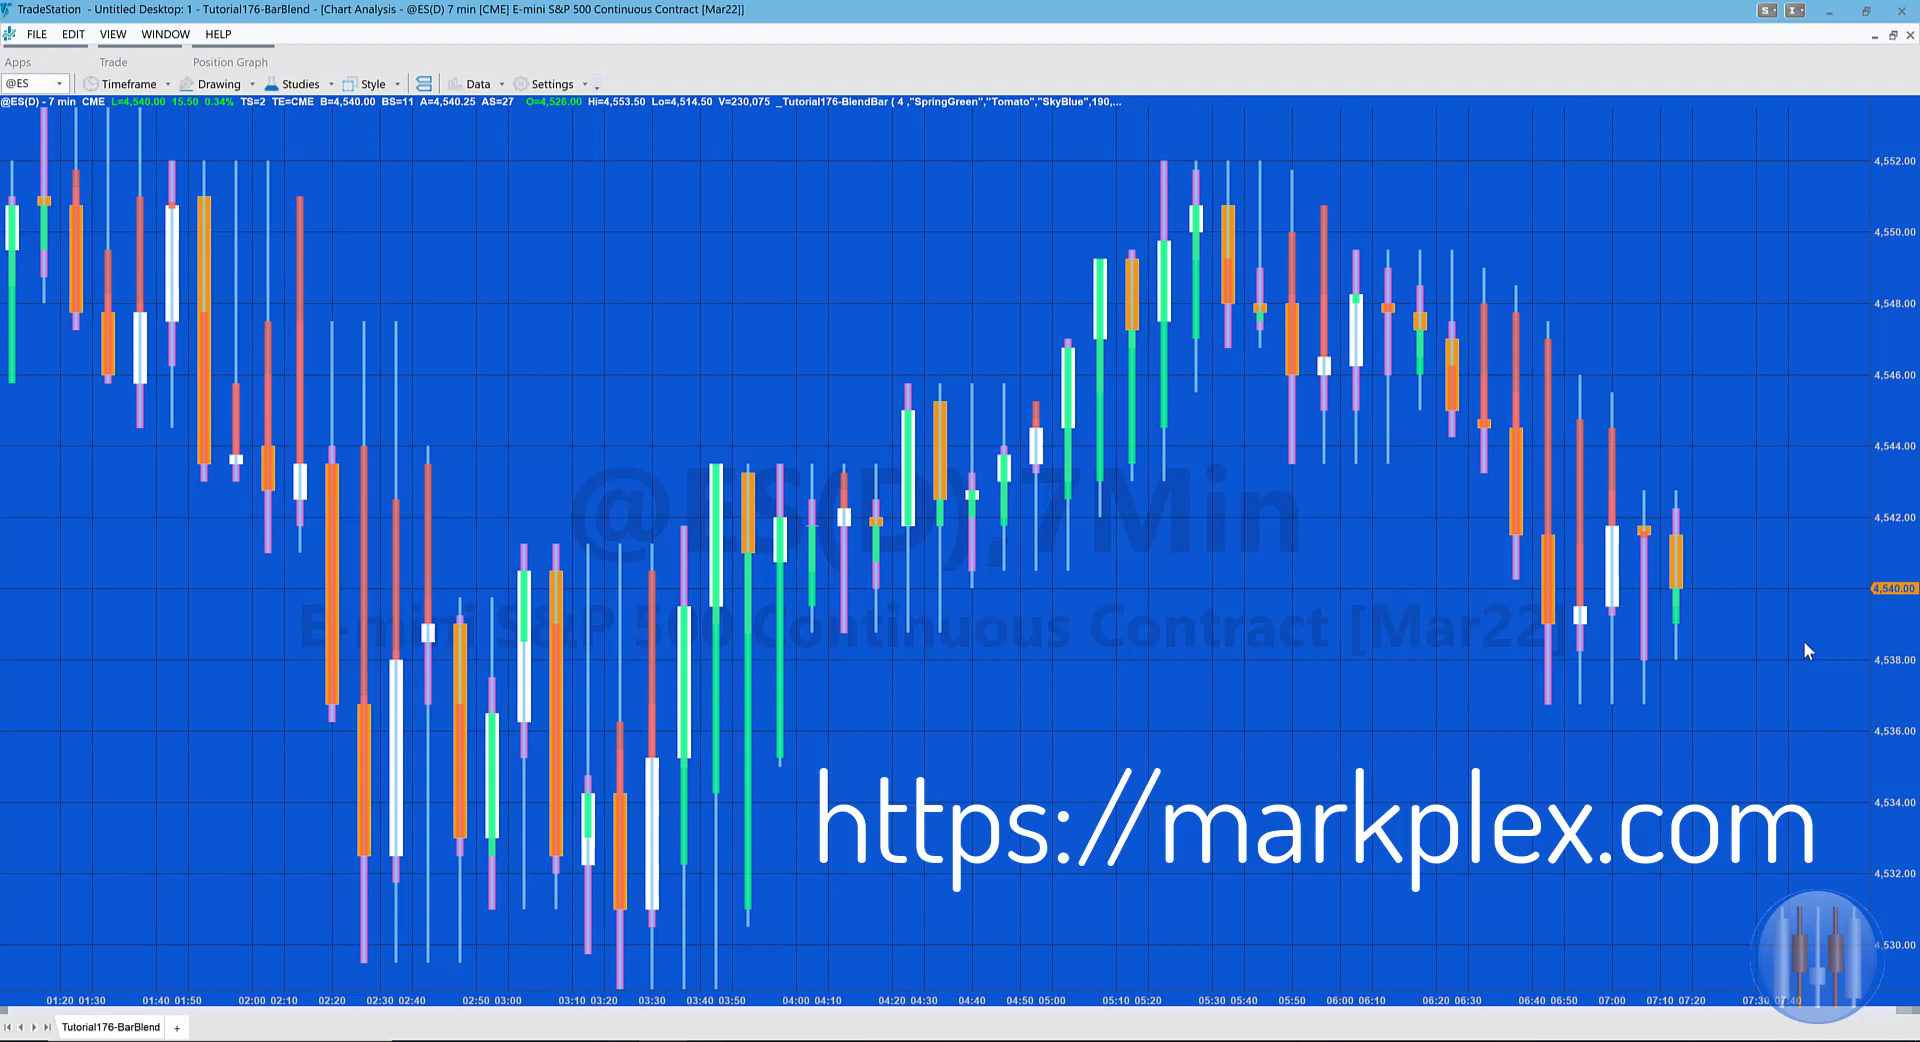 TradeStation - Untitled Desktop: 1 - Tutorial176-BarBlend - [Chart Analysis - @ES(D) 7 min [CME] E-mini S&P 500 Continuous Contract [Mar22]]
S
I
FILE EDIT VIEW WINDOW HELP
Apps Trade Position Graph
@ES Timeframe Drawing Studies Style Data Settings
@ES(D) - 7 min CME L=4,540.00 15.50 0.34% TS=2 TE=CME B=4,540.00 BS=11 A=4,540.25 AS=27 O=4,526.00 Hi=4,553.50 Lo=4,514.50 V=230,075 _Tutorial176-BlendBar ( 4 ,"SpringGreen","Tomato","SkyBlue",190,...
4,552.00
4,550.00
4,548.00
4,546.00
4,544.00
4,542.00
4,540.00
4,538.00
4,536.00
4,534.00
4,532.00
4,530.00
@ES(D),7Min
E-mini S&P 500 Continuous Contract [Mar22]
https://markplex.com
01:20 01:30 01:40 01:50 02:00 02:10 02:20 02:30 02:40 02:50 03:00 03:10 03:20 03:30 03:40 03:50 04:00 04:10 04:20 04:30 04:40 04:50 05:00 05:10 05:20 05:30 05:40 05:50 06:00 06:10 06:20 06:30 06:40 06:50 07:00 07:10 07:20 07:30 07:40
Tutorial176-BarBlend +